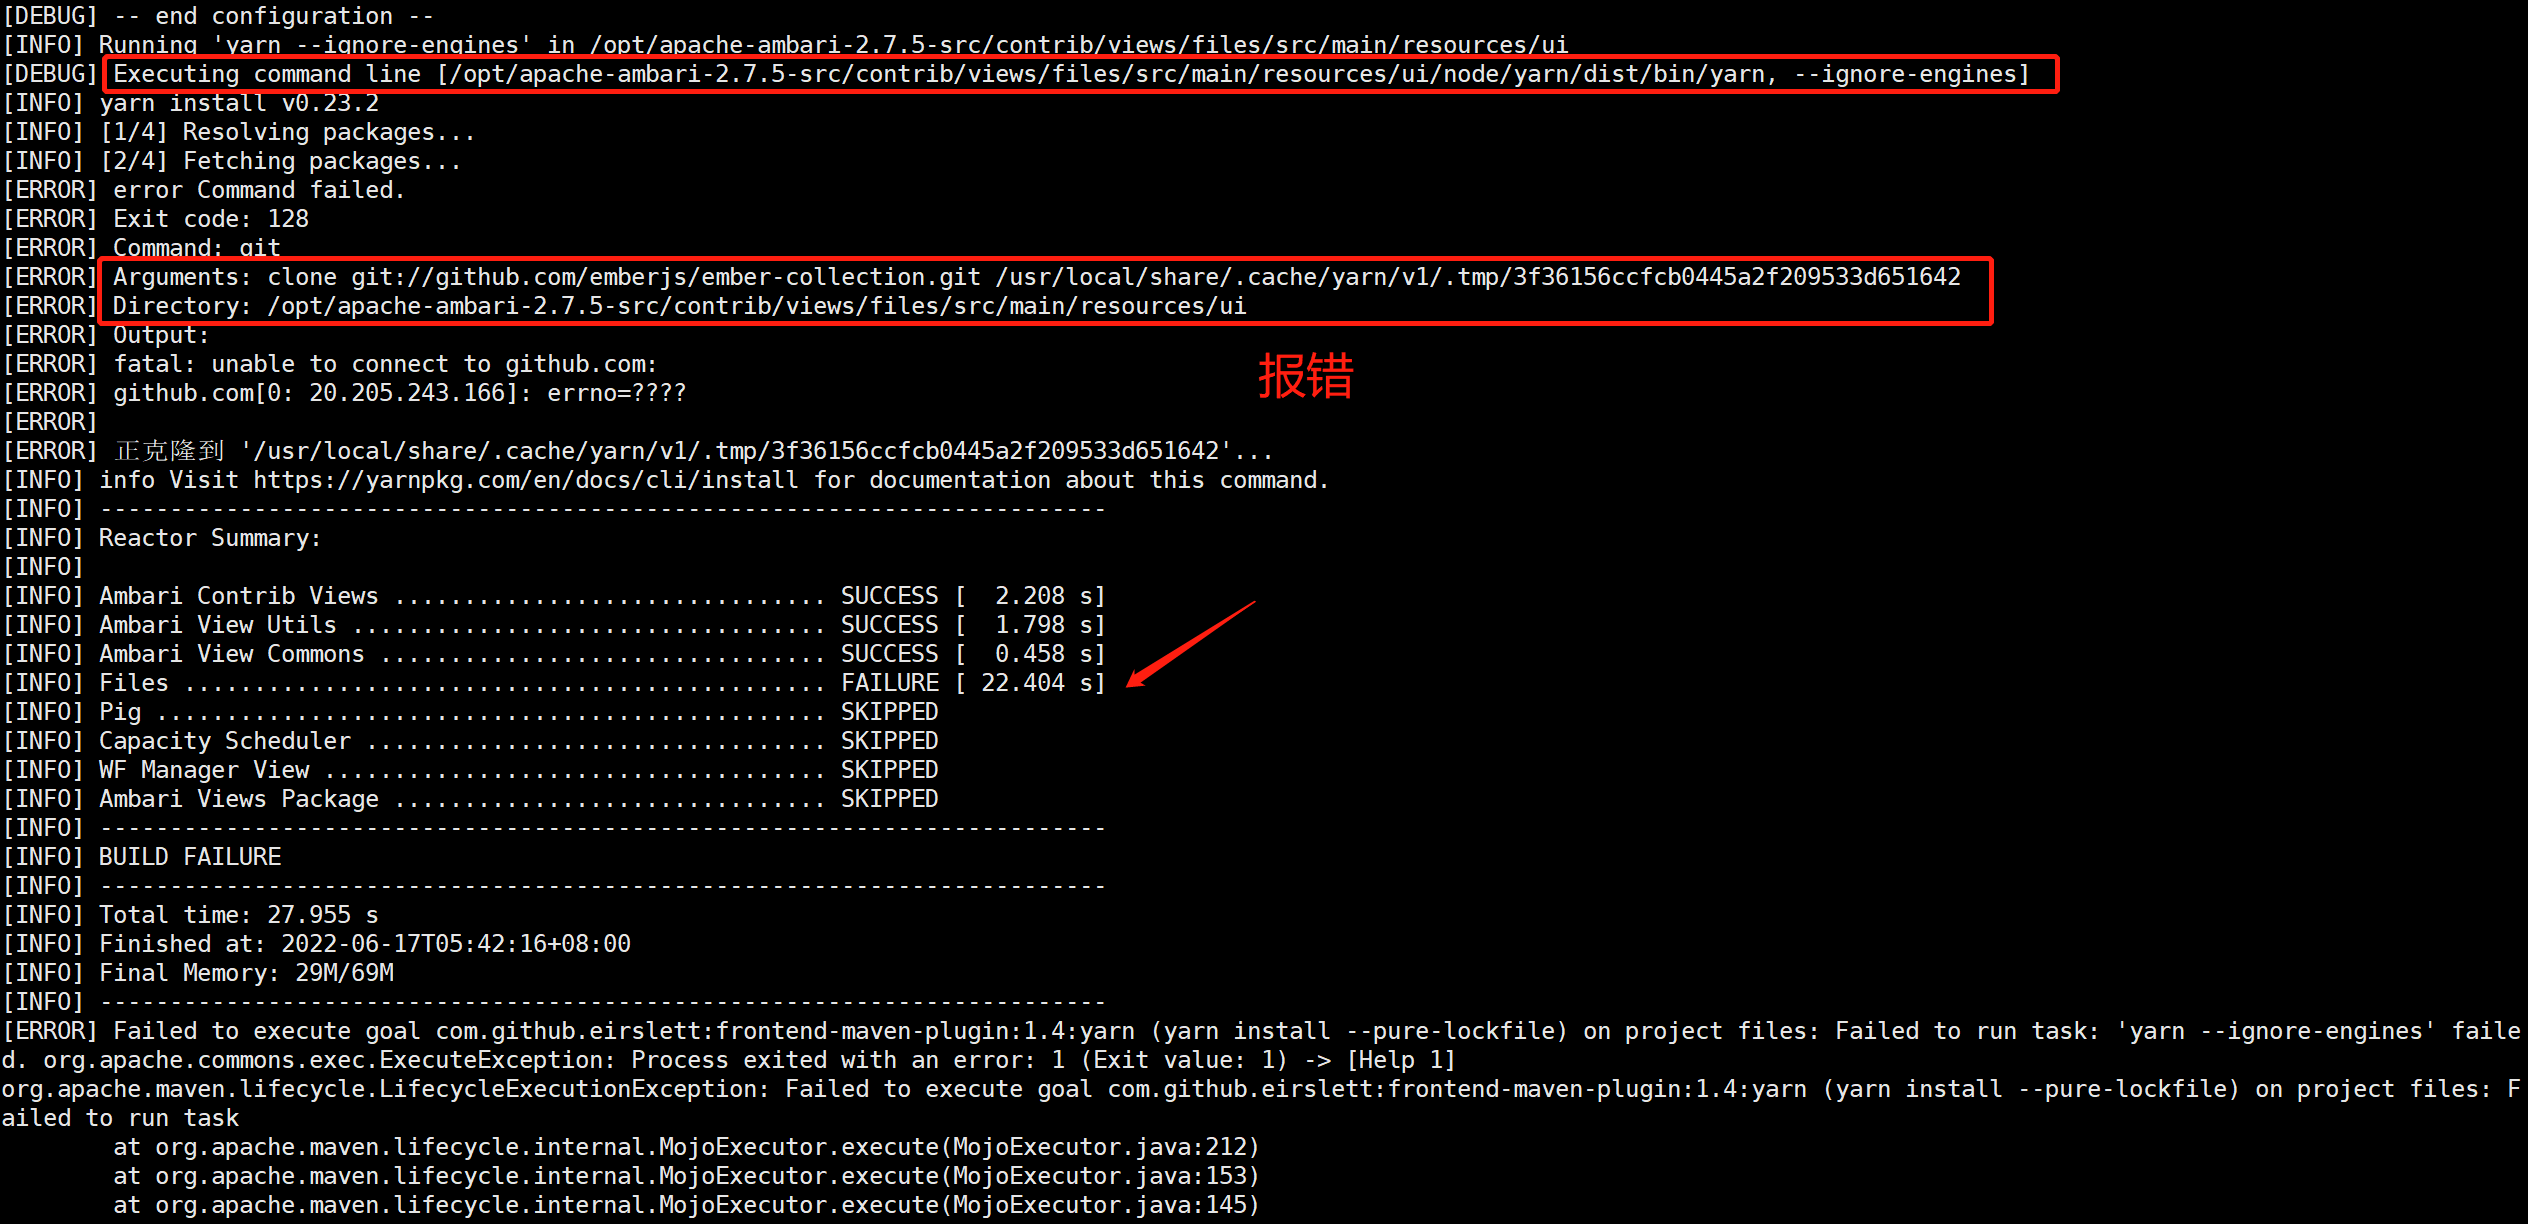 [DEBUG] -- end configuration --
[INFO] Running 'yarn --ignore-engines' in /opt/apache-ambari-2.7.5-src/contrib/views/files/src/main/resources/ui
[DEBUG] Executing command line [/opt/apache-ambari-2.7.5-src/contrib/views/files/src/main/resources/ui/node/yarn/dist/bin/yarn, --ignore-engines]
[INFO] yarn install v0.23.2
[INFO] [1/4] Resolving packages...
[INFO] [2/4] Fetching packages...
[ERROR] error Command failed.
[ERROR] Exit code: 128
[ERROR] Command: git
[ERROR] Arguments: clone git://github.com/emberjs/ember-collection.git /usr/local/share/.cache/yarn/v1/.tmp/3f36156ccfcb0445a2f209533d651642
[ERROR] Directory: /opt/apache-ambari-2.7.5-src/contrib/views/files/src/main/resources/ui
[ERROR] Output:
[ERROR] fatal: unable to connect to github.com:
报错
[ERROR] github.com[0: 20.205.243.166]: errno=????
[ERROR]
[ERROR] 正克隆到 '/usr/local/share/.cache/yarn/v1/.tmp/3f36156ccfcb0445a2f209533d651642'...
[INFO] info Visit https://yarnpkg.com/en/docs/cli/install for documentation about this command.
[INFO] ------------------------------------------------------------------------
[INFO] Reactor Summary:
[INFO]
[INFO] Ambari Contrib Views ............................... SUCCESS [  2.208 s]
[INFO] Ambari View Utils .................................. SUCCESS [  1.798 s]
[INFO] Ambari View Commons ................................ SUCCESS [  0.458 s]
[INFO] Files .............................................. FAILURE [ 22.404 s]
[INFO] Pig ................................................ SKIPPED
[INFO] Capacity Scheduler ................................. SKIPPED
[INFO] WF Manager View .................................... SKIPPED
[INFO] Ambari Views Package ............................... SKIPPED
[INFO] ------------------------------------------------------------------------
[INFO] BUILD FAILURE
[INFO] ------------------------------------------------------------------------
[INFO] Total time: 27.955 s
[INFO] Finished at: 2022-06-17T05:42:16+08:00
[INFO] Final Memory: 29M/69M
[INFO] ------------------------------------------------------------------------
[ERROR] Failed to execute goal com.github.eirslett:frontend-maven-plugin:1.4:yarn (yarn install --pure-lockfile) on project files: Failed to run task: 'yarn --ignore-engines' faile
d. org.apache.commons.exec.ExecuteException: Process exited with an error: 1 (Exit value: 1) -> [Help 1]
org.apache.maven.lifecycle.LifecycleExecutionException: Failed to execute goal com.github.eirslett:frontend-maven-plugin:1.4:yarn (yarn install --pure-lockfile) on project files: F
ailed to run task
        at org.apache.maven.lifecycle.internal.MojoExecutor.execute(MojoExecutor.java:212)
        at org.apache.maven.lifecycle.internal.MojoExecutor.execute(MojoExecutor.java:153)
        at org.apache.maven.lifecycle.internal.MojoExecutor.execute(MojoExecutor.java:145)